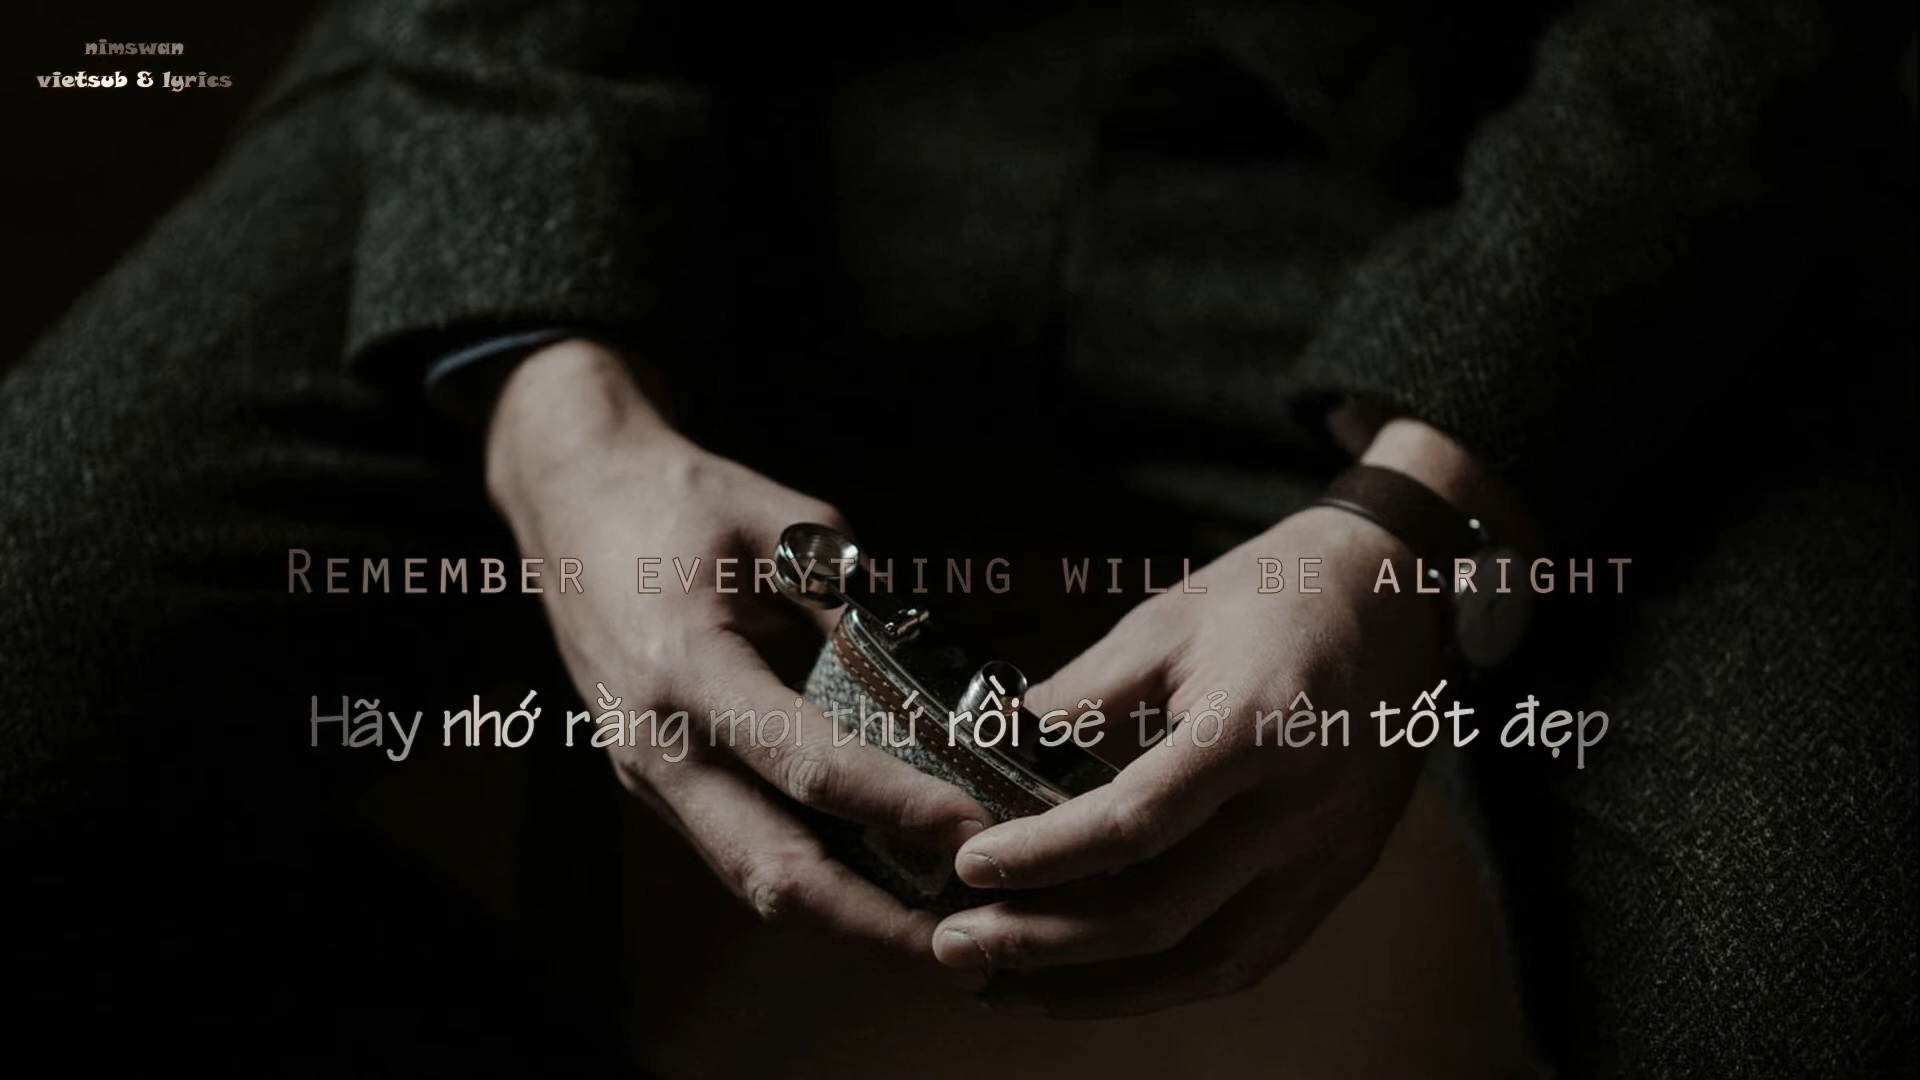 nimswan
vietsub & lyrics
Remember everything will be alright
Hãy nhớ rằng mọi thứ rồi sẽ trở nên tốt đẹp